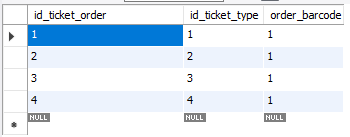 id_ticket_order id_ticket_type order_barcode
1 1 1
2 2 1
3 3 1
4 4 1
NULL NULL NULL